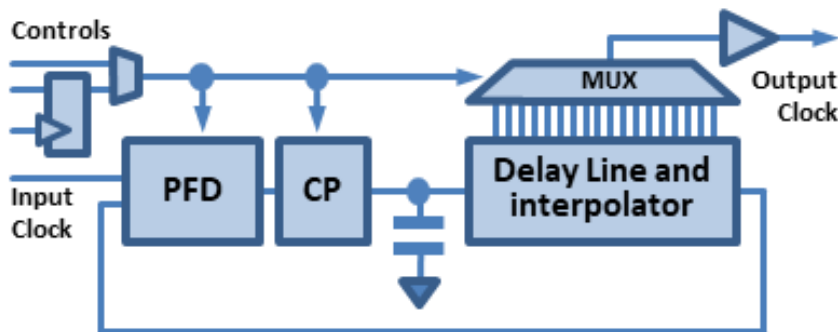 Controls
MUX
Output
Clock
PFD
CP
Delay Line and
interpolator
Input
Clock